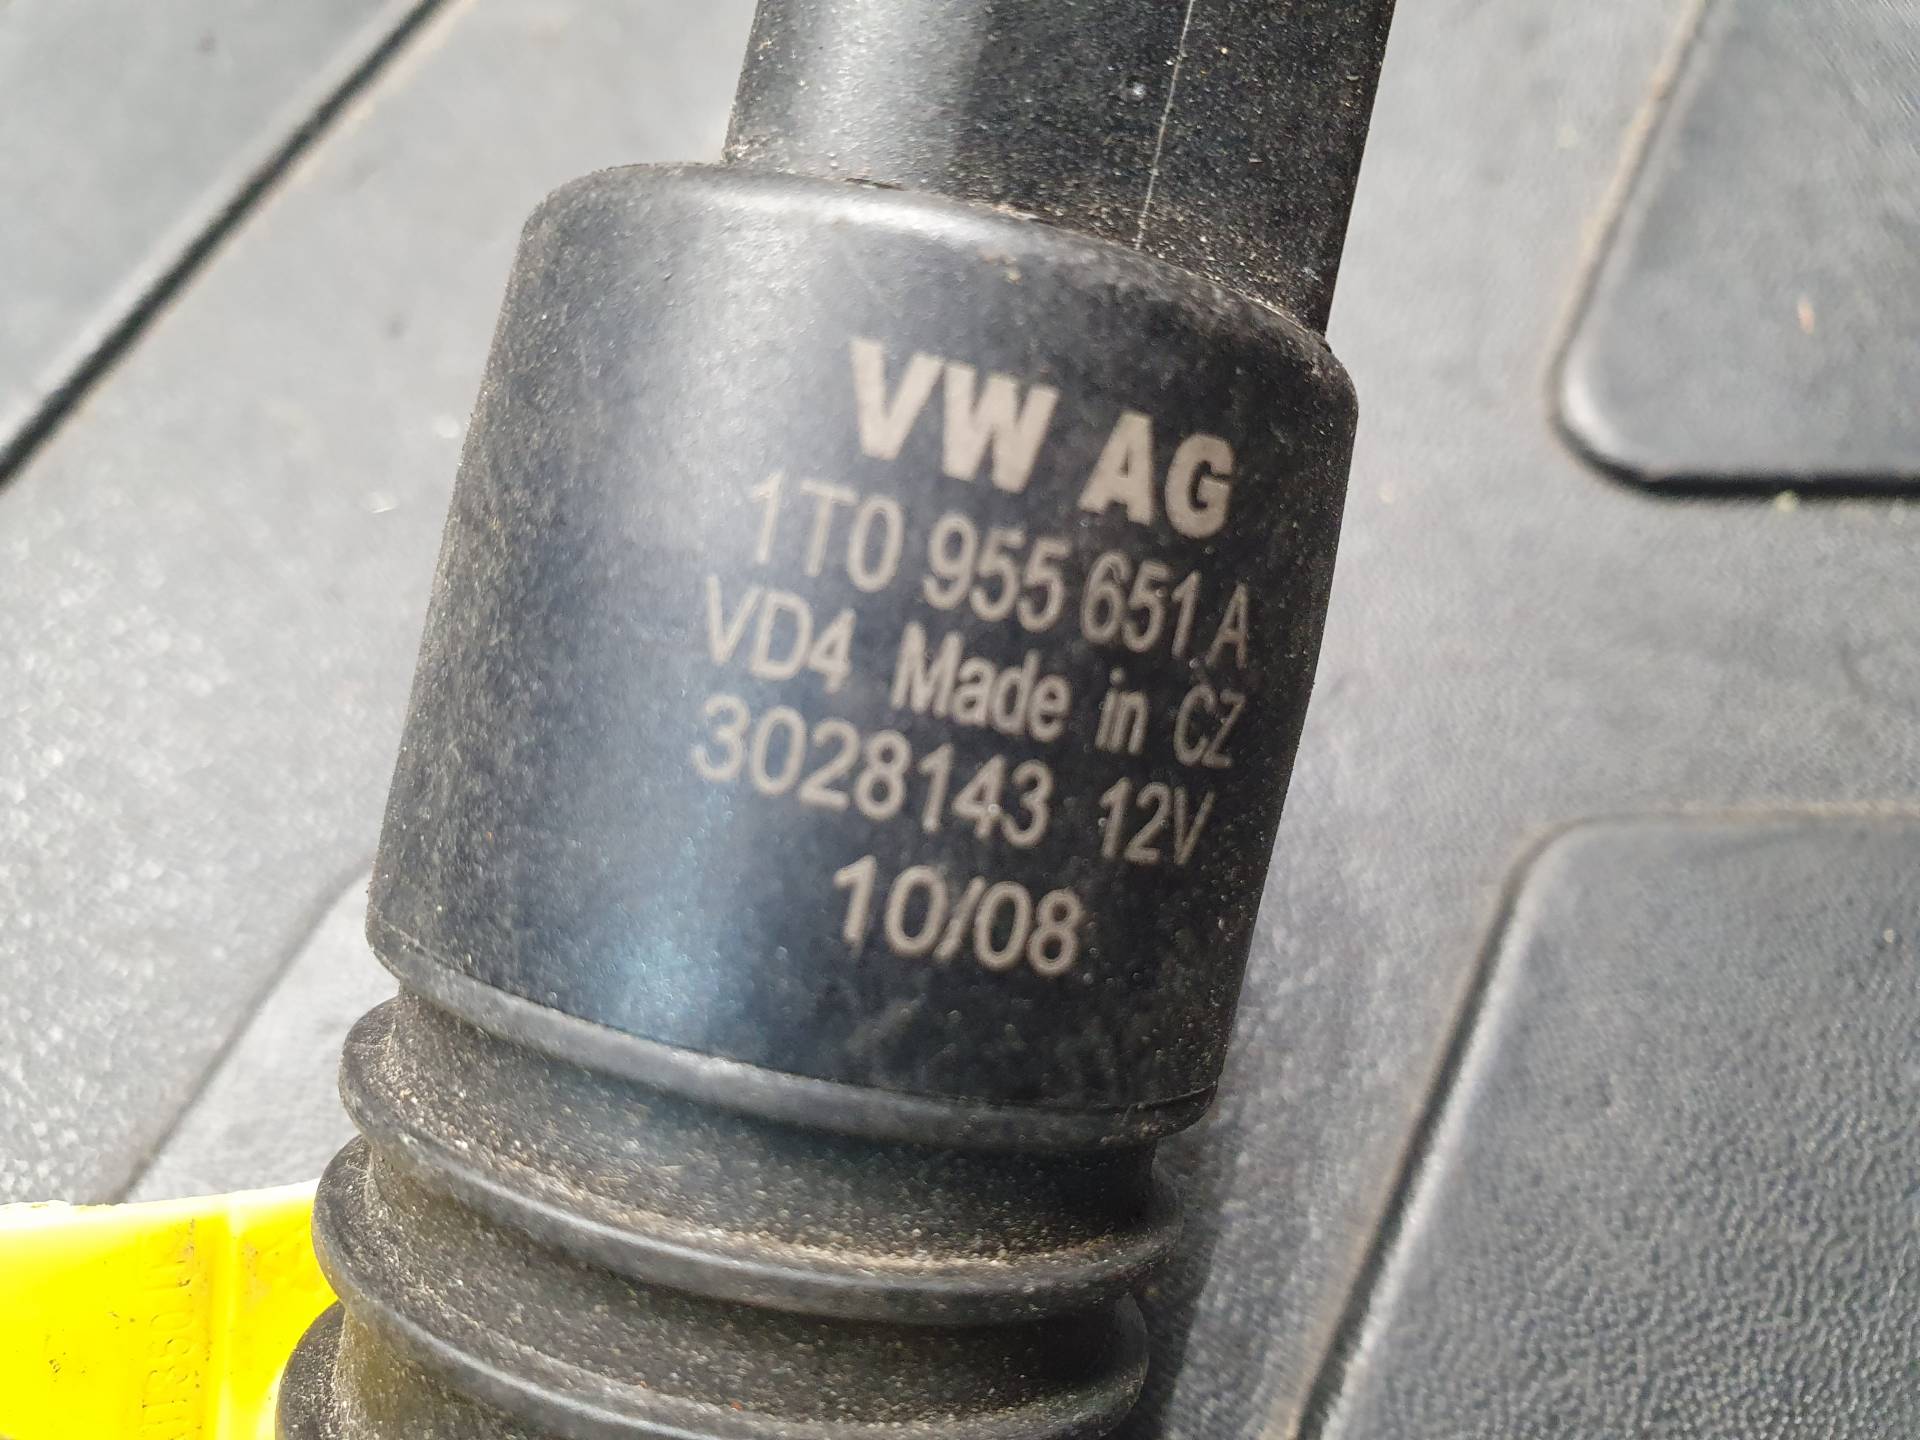 VW AG
1T0 955 651 A
VD4 Made in CZ
3028143 12V
10/08